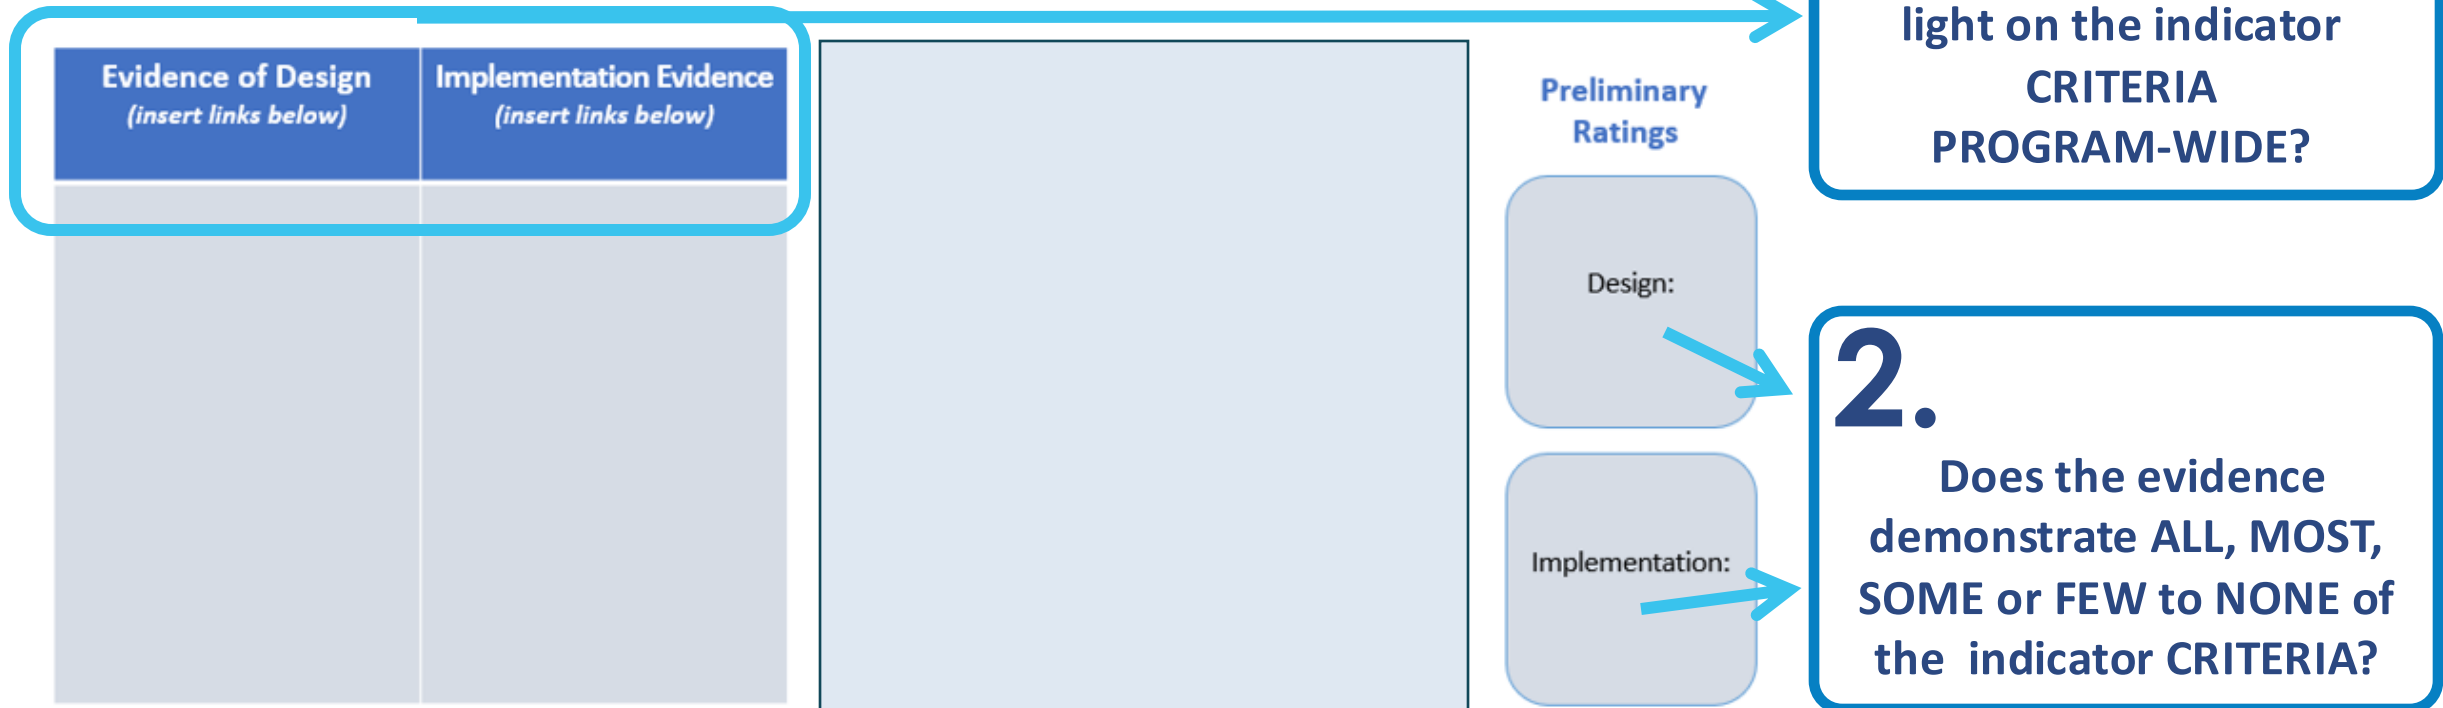 Evidence of Design
(insert links below)
Implementation Evidence
(insert links below)
Preliminary
Ratings
Design:
Implementation:
light on the indicator
CRITERIA
PROGRAM-WIDE?
2.
Does the evidence
demonstrate ALL, MOST,
SOME or FEW to NONE of
the indicator CRITERIA?